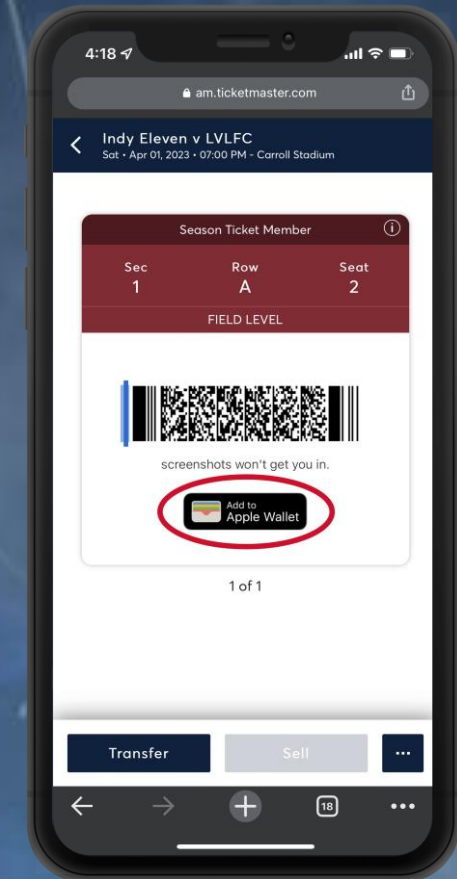 4:18
am.ticketmaster.com
Indy Eleven v LVLFC
Sat • Apr 01, 2023 • 07:00 PM - Carroll Stadium
Season Ticket Member
Sec Row Seat
1 A 2
FIELD LEVEL
screenshots won't get you in.
Add to
Apple Wallet
1 of 1
Transfer Sell ...
18